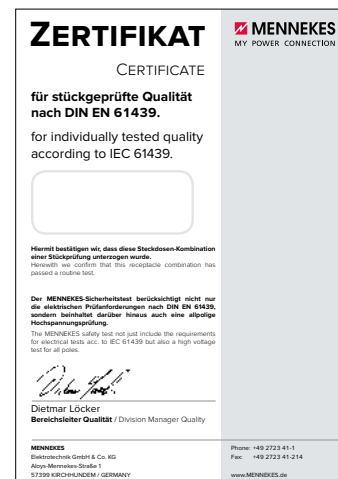 ZERTIFIKAT
MENNEKES
MY POWER CONNECTION
CERTIFICATE
für stückgeprüfte Qualität
nach DIN EN 61439.
for individually tested quality
according to IEC 61439.
Hiermit bestätigen wir, dass diese Steckdosen-Kombination
einer Stückprüfung unterzogen wurde.
Herewith we confirm that this receptacle combination has
passed a routine test.
Der MENNEKES-Sicherheitstest berücksichtigt nicht nur
die elektrischen Prüfanforderungen nach DIN EN 61439,
sondern beinhaltet darüber hinaus auch eine allpolige
Hochspannungsprüfung.
The MENNEKES safety test not just include the requirements
for electrical tests acc. to IEC 61439 but also a high voltage
test for all poles.
Dietmar Löcker
Bereichsleiter Qualität / Division Manager Quality
MENNEKES
Elektrotechnik GmbH & Co. KG
Aloys-Mennekes-Straße 1
57399 KIRCHHUNDEM / GERMANY
Phone: +49 2723 41-1
Fax: +49 2723 41-214
www.MENNEKES.de